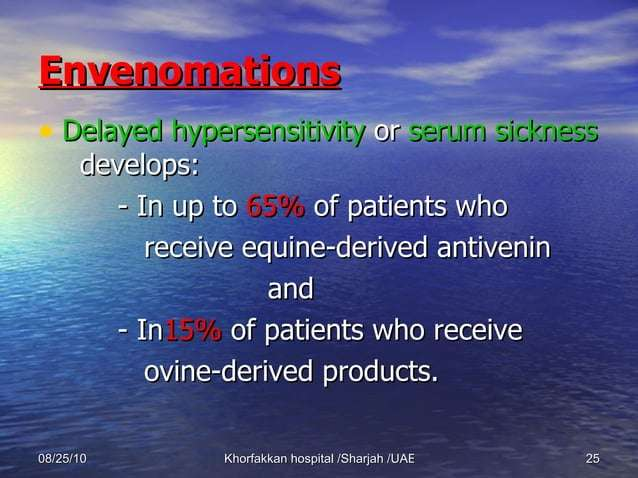 Envenomations
• Delayed hypersensitivity or serum sickness
develops:
- In up to 65% of patients who
receive equine-derived antivenin
and
- In15% of patients who receive
ovine-derived products.
08/25/10 Khorfakkan hospital /Sharjah /UAE 25